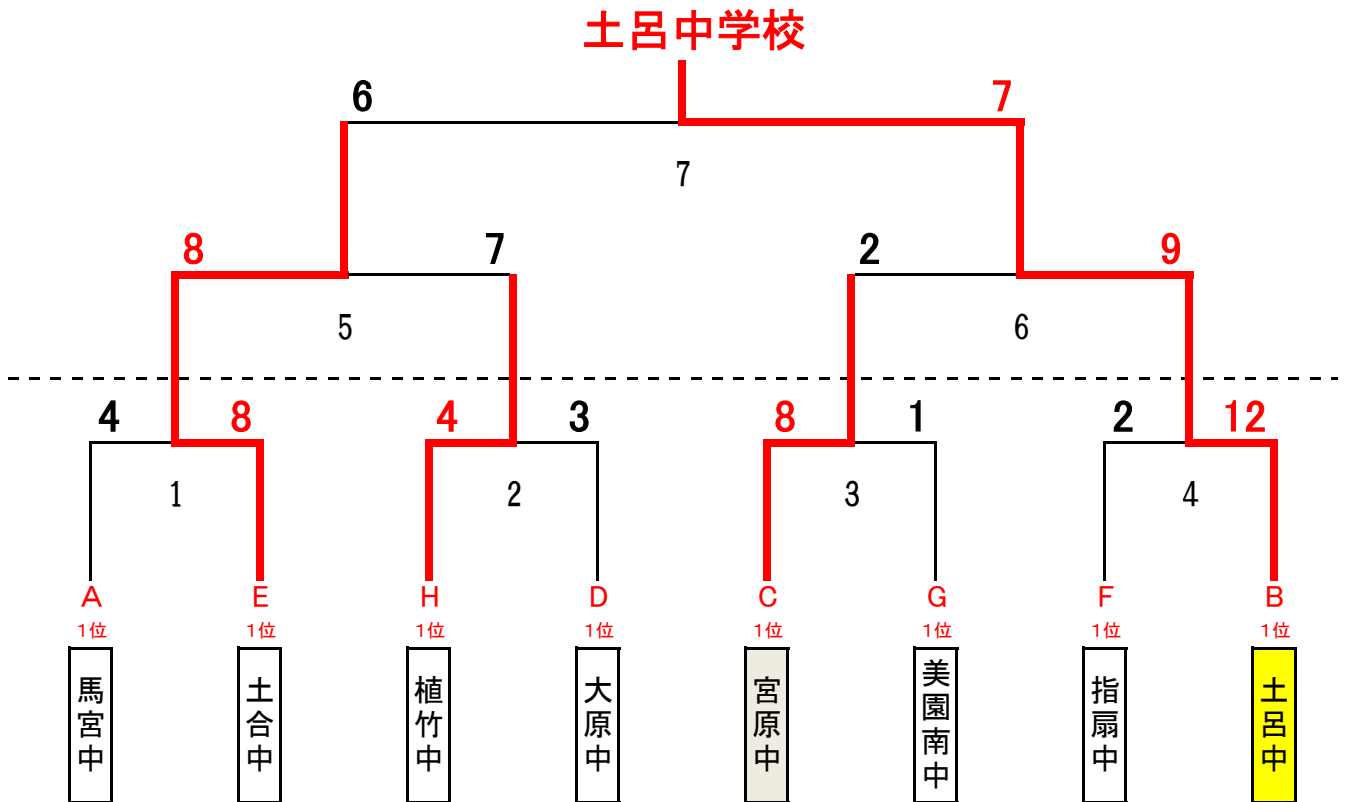 土呂中学校
6 7
7
8 7 2 9
5 6
4 8 4 3 8 1 2 12
1 2 3 4
A E H D C G F B
1位 1位 1位 1位 1位 1位 1位 1位
馬宮中
土合中
植竹中
大原中
宮原中
美園南中
指扇中
土呂中